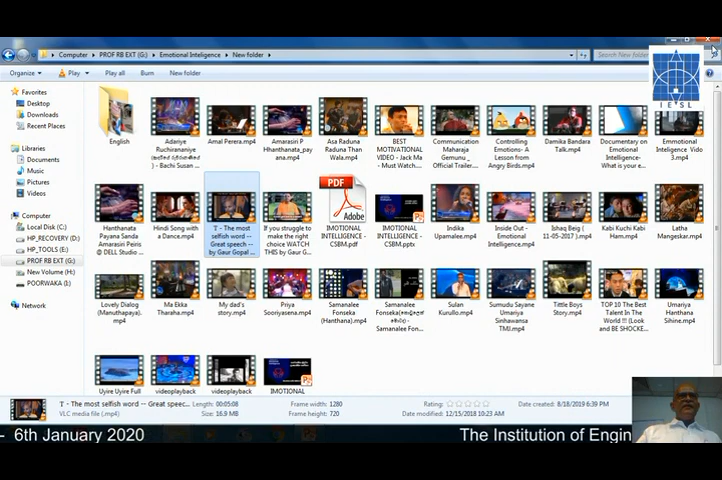 Computer ▸ PROF RB EXT (G:) ▸ Emotional Inteligence ▸ New folder ▸
Search New folder
IESL
Organize
Play
Play all
Burn
New folder
Favorites
Desktop
Downloads
Recent Places
Libraries
Documents
Music
Pictures
Videos
Computer
Local Disk (C:)
HP_RECOVERY (D:)
HP_TOOLS (E:)
PROF RB EXT (G:)
New Volume (H:)
POORWAKA (I:)
Network
English
Adariye
Ruchirananiye
- Bachi Susan ...
Amal Perera.mp4
Amarasiri P
Hhanthanata_pay
ana.mp4
Asa Raduna
Raduna Than
Wala.mp4
BEST
MOTIVATIONAL
VIDEO - Jack Ma
- Must Watch...
Communication
Maharaja
Gemunu _
Official Trailer...
Controlling
Emotions- A
Lesson from
Angry Birds.mp4
Damika Bandara
Talk.mp4
Documentary on
Emotional
Intelligence-
What is your e...
Emmotional
Inteligence Vido
3.mp4
Hanthanata
Payana Sanda
Amarasiri Peiris
@ DELL Studio ...
Hindi Song with
a Dance.mp4
'I' - The most
selfish word --
Great speech --
by Gaur Gopal ...
If you struggle to
make the right
choice WATCH
THIS by Gaur G...
PDF
Adobe
IMOTIONAL
INTELLIGENCE -
CSBM.pdf
IMOTIONAL
INTELLIGENCE -
CSBM.pptx
Indika
Upamalee.mp4
Inside Out -
Emotional
Intelligence.mp4
Ishaq Beig (
11-05-2017 ).mp4
Kabi Kuchi Kabi
Ham.mp4
Latha
Mangeskar.mp4
Lovely Dialog
(Manuthapaya).
mp4
Ma Ekka
Tharaha.mp4
My dad's
story.mp4
Priya
Sooriyasena.mp4
Samanalee
Fonseka
(Hanthana).mp4
Samanalee
Fonseka
- Samanalee Fon...
Sulan
Kurullo.mp4
Sumudu Sayane
Umariya
Sinhawansa
TMJ.mp4
Tittle Boys
Story.mp4
TOP 10 The Best
Talent In The
World !!! (Look
and BE SHOCKE...
Umariya
Hanthana
Sihine.mp4
Uyire Uyire Full
videoplayback
videoplayback
IMOTIONAL
'I' - The most selfish word -- Great speec...
Length: 00:05:08
Frame width: 1280
Rating:
Date created: 8/18/2019 6:39 PM
VLC media file (.mp4)
Size: 16.9 MB
Frame height: 720
Date modified: 12/15/2018 10:23 AM
- 6th January 2020
The Institution of Engin